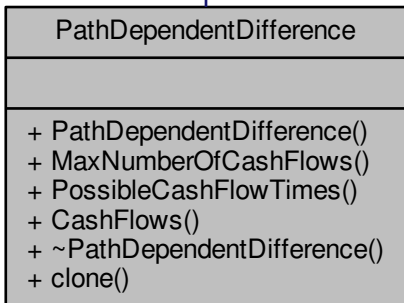 PathDependentDifference
+ PathDependentDifference()
+ MaxNumberOfCashFlows()
+ PossibleCashFlowTimes()
+ CashFlows()
+ ~PathDependentDifference()
+ clone()